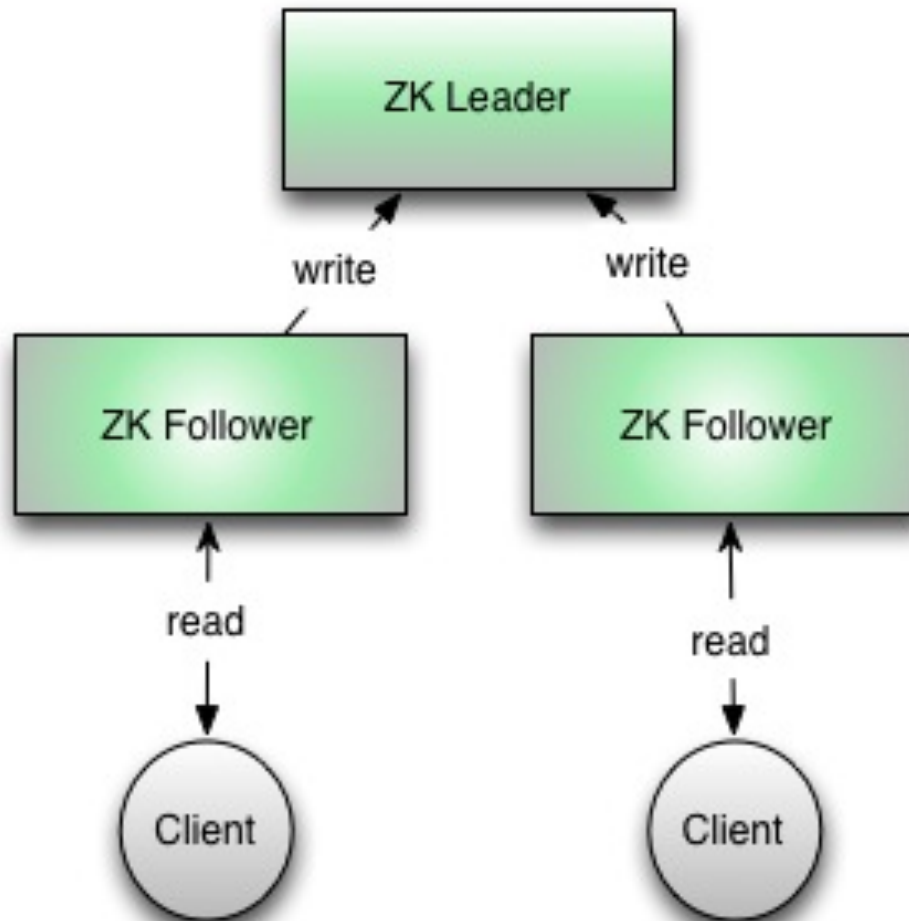 ZK Leader
write
write
ZK Follower
ZK Follower
read
read
Client
Client